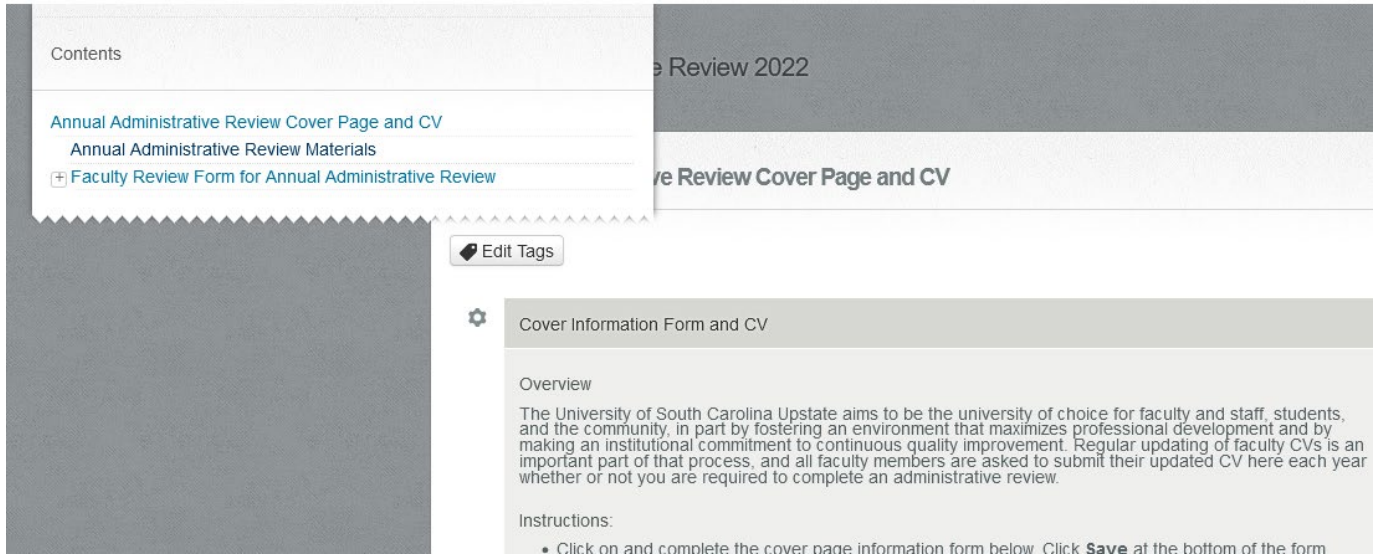 Contents
Review 2022
Annual Administrative Review Cover Page and CV
Annual Administrative Review Materials
Faculty Review Form for Annual Administrative Review
Review Cover Page and CV
Edit Tags
Cover Information Form and CV
Overview
The University of South Carolina Upstate aims to be the university of choice for faculty and staff, students,
and the community, in part by fostering an environment that maximizes professional development and by
making an institutional commitment to continuous quality improvement. Regular updating of faculty CVs is an
important part of that process, and all faculty members are asked to submit their updated CV here each year
whether or not you are required to complete an administrative review.
Instructions:
• Click on and complete the cover page information form below. Click Save at the bottom of the form